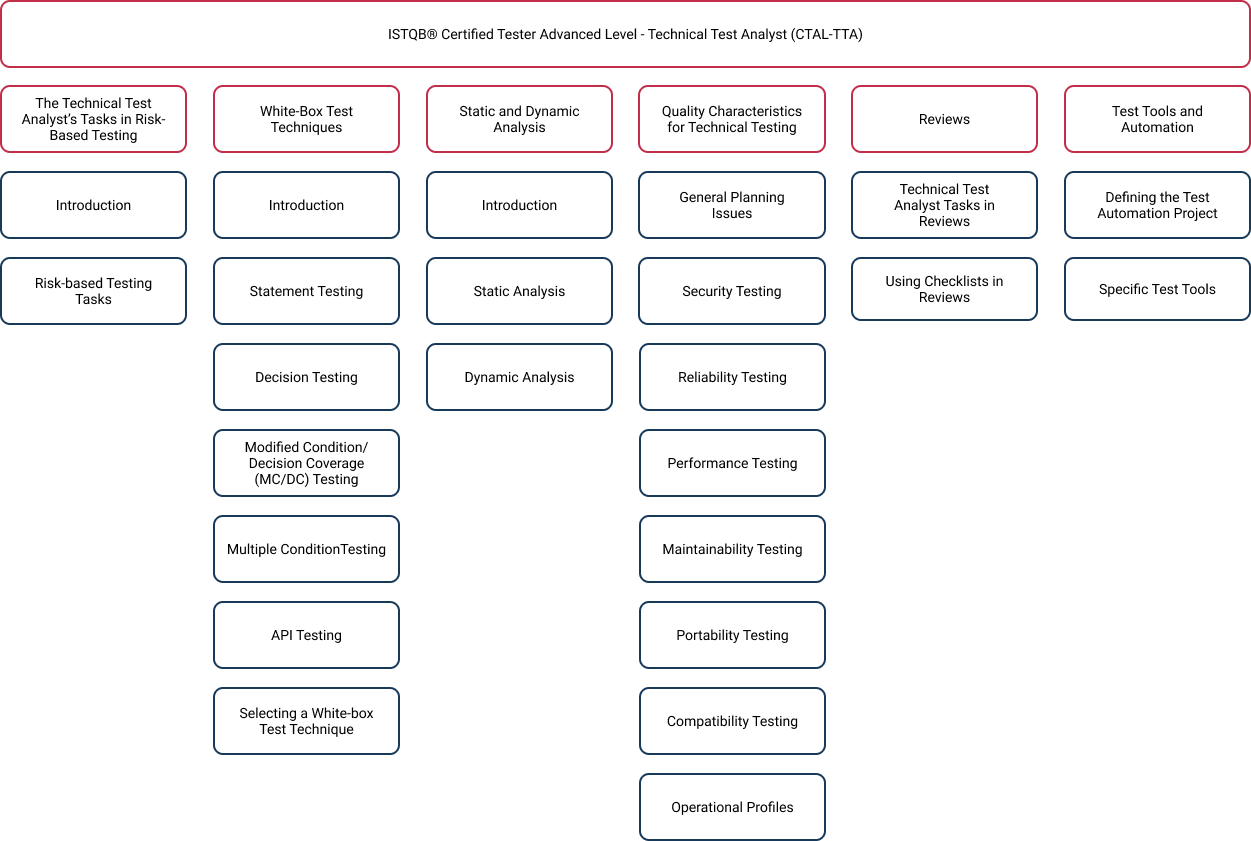 ISTQB® Certified Tester Advanced Level - Technical Test Analyst (CTAL-TTA)
The Technical Test
Analyst's Tasks in Risk-
Based Testing
Introduction
Risk-based Testing
Tasks
White-Box Test
Techniques
Introduction
Statement Testing
Decision Testing
Modified Condition/
Decision Coverage
(MC/DC) Testing
Multiple ConditionTesting
API Testing
Selecting a White-box
Test Technique
Static and Dynamic
Analysis
Introduction
Static Analysis
Dynamic Analysis
Quality Characteristics
for Technical Testing
General Planning
Issues
Security Testing
Reliability Testing
Performance Testing
Maintainability Testing
Portability Testing
Compatibility Testing
Operational Profiles
Reviews
Technical Test
Analyst Tasks in
Reviews
Using Checklists in
Reviews
Test Tools and
Automation
Defining the Test
Automation Project
Specific Test Tools